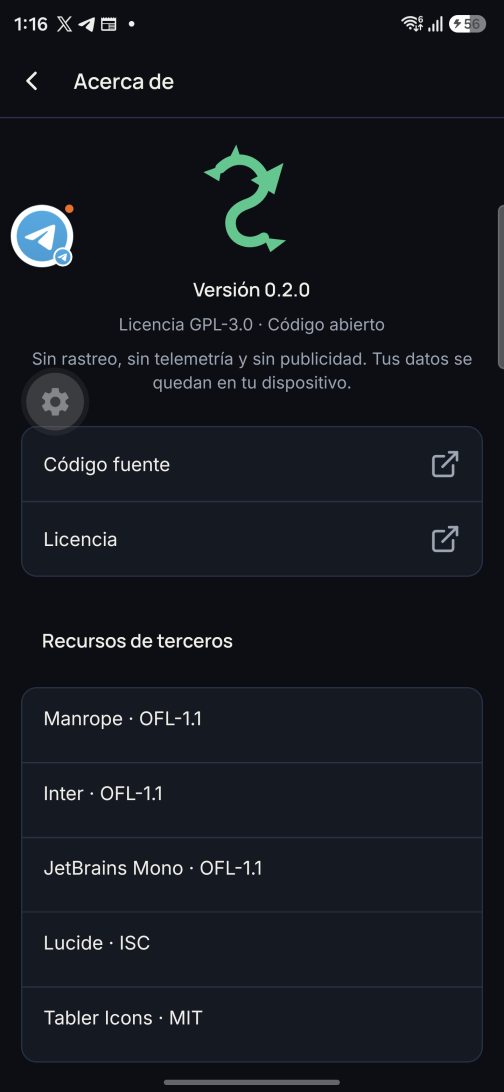 1:16
56
Acerca de
Versión 0.2.0
Licencia GPL-3.0 · Código abierto
Sin rastreo, sin telemetría y sin publicidad. Tus datos se
quedan en tu dispositivo.
Código fuente
Licencia
Recursos de terceros
Manrope · OFL-1.1
Inter · OFL-1.1
JetBrains Mono · OFL-1.1
Lucide · ISC
Tabler Icons · MIT